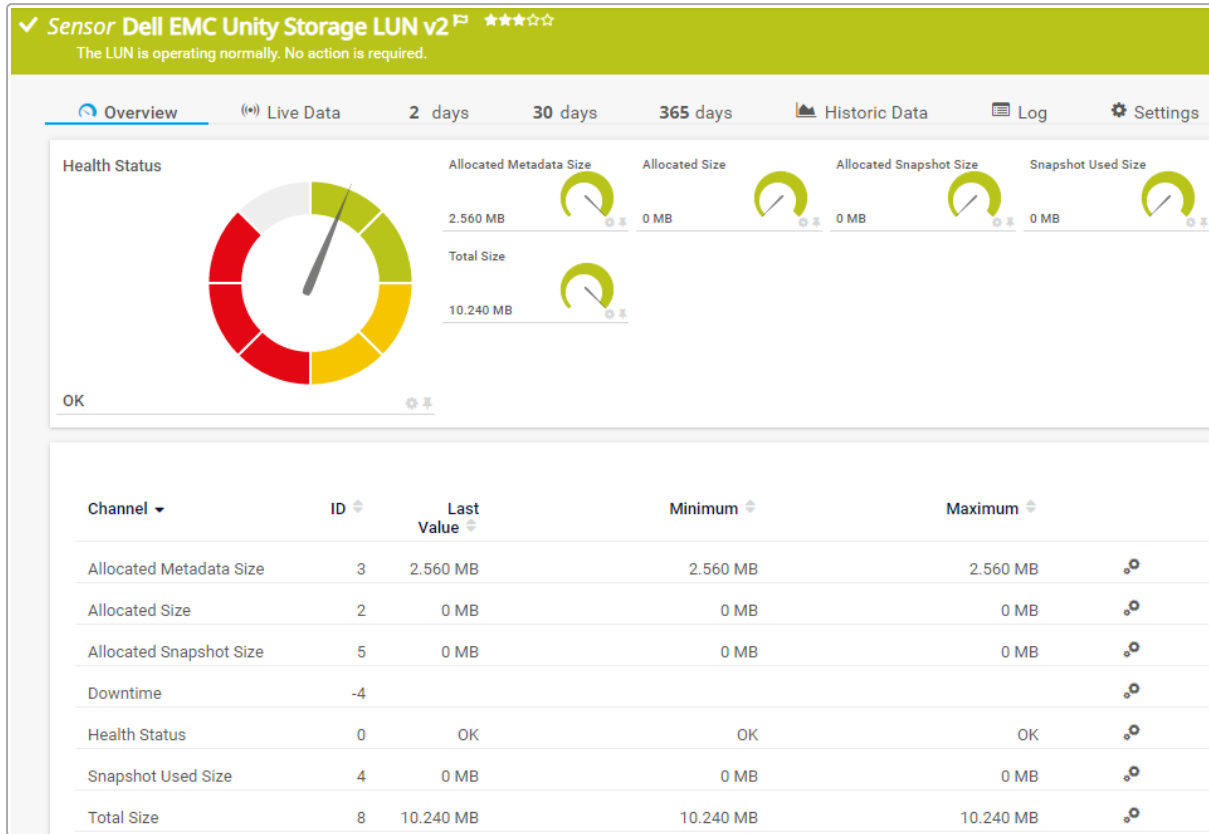 Sensor Dell EMC Unity Storage LUN v2
The LUN is operating normally. No action is required.
Overview Live Data 2 days 30 days 365 days Historic Data Log Settings
Health Status
OK
Allocated Metadata Size
2.560 MB
Allocated Size
0 MB
Allocated Snapshot Size
0 MB
Snapshot Used Size
0 MB
Total Size
10.240 MB
Channel ID Last Value Minimum Maximum
Allocated Metadata Size 3 2.560 MB 2.560 MB 2.560 MB
Allocated Size 2 0 MB 0 MB 0 MB
Allocated Snapshot Size 5 0 MB 0 MB 0 MB
Downtime -4
Health Status 0 OK OK OK
Snapshot Used Size 4 0 MB 0 MB 0 MB
Total Size 8 10.240 MB 10.240 MB 10.240 MB